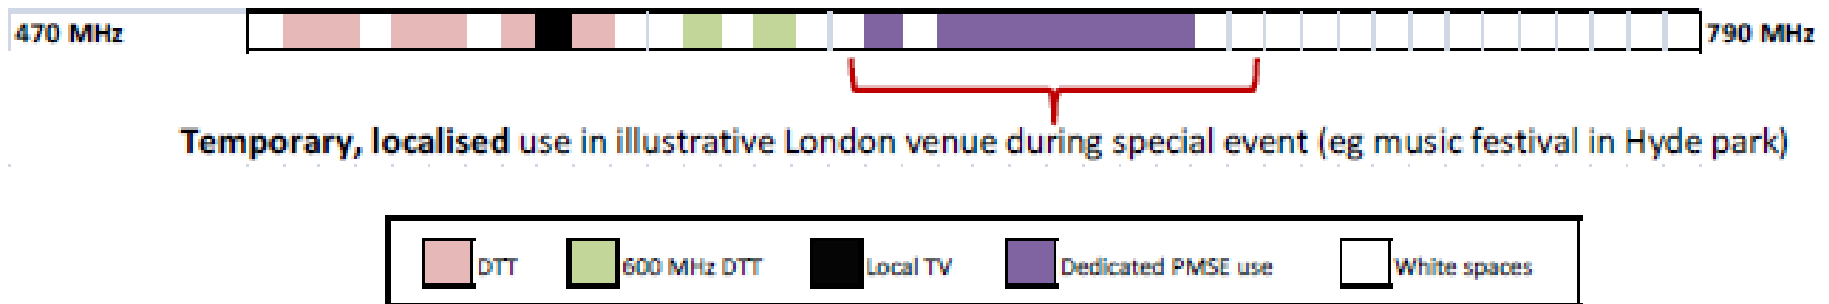 470 MHz 790 MHz
Temporary, localised use in illustrative London venue during special event (eg music festival in Hyde park)
DTT 600 MHz DTT Local TV Dedicated PMSE use White spaces